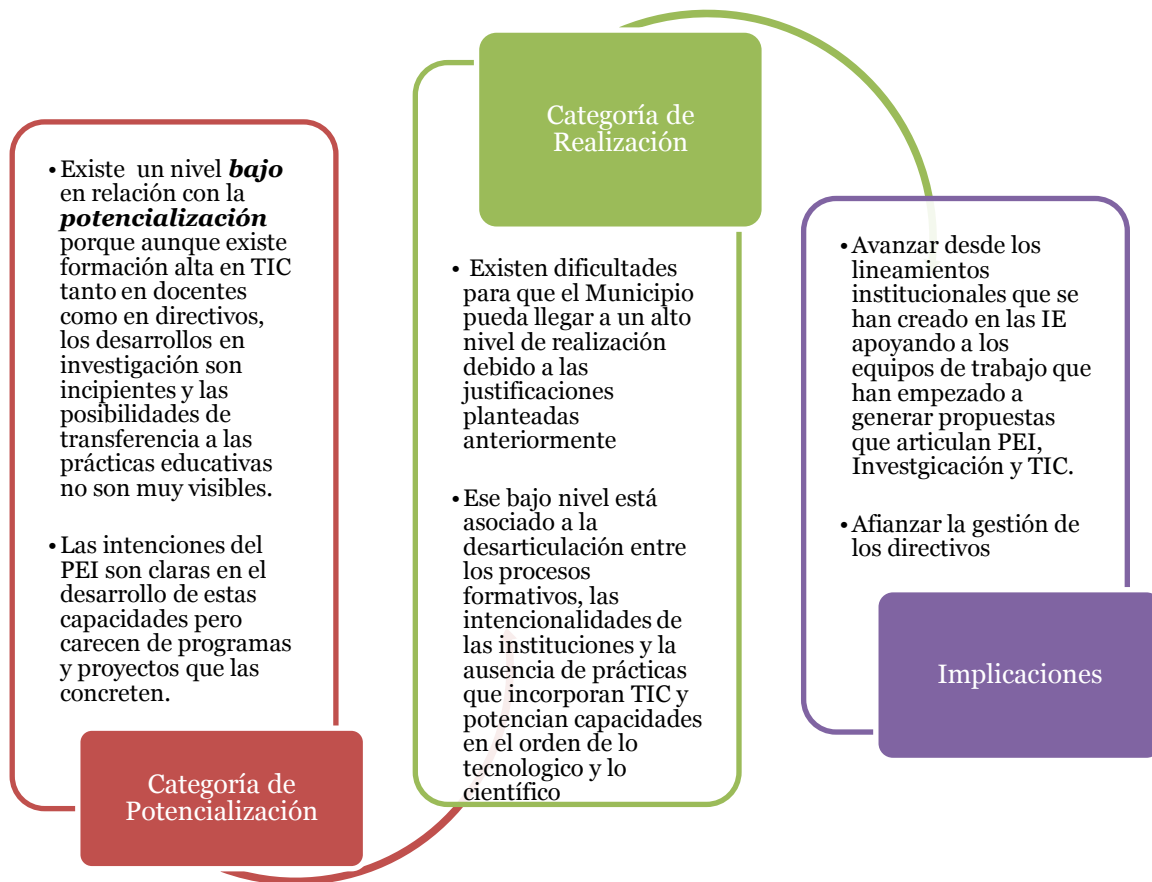 • Existe un nivel bajo
en relación con la
potencialización
porque aunque existe
formación alta en TIC
tanto en docentes
como en directivos,
los desarrollos en
investigación son
incipientes y las
posibilidades de
transferencia a las
prácticas educativas
no son muy visibles.
• Las intenciones del
PEI son claras en el
desarrollo de estas
capacidades pero
carecen de programas
y proyectos que las
concreten.
Categoría de
Potencialización
Categoría de
Realización
• Existen dificultades
para que el Municipio
pueda llegar a un alto
nivel de realización
debido a las
justificaciones
planteadas
anteriormente
• Ese bajo nivel está
asociado a la
desarticulación entre
los procesos
formativos, las
intencionalidades de
las instituciones y la
ausencia de prácticas
que incorporan TIC y
potencian capacidades
en el orden de lo
tecnologico y lo
científico
• Avanzar desde los
lineamientos
institucionales que se
han creado en las IE
apoyando a los
equipos de trabajo que
han empezado a
generar propuestas
que articulan PEI,
Investgicación y TIC.
• Afianzar la gestión de
los directivos
Implicaciones